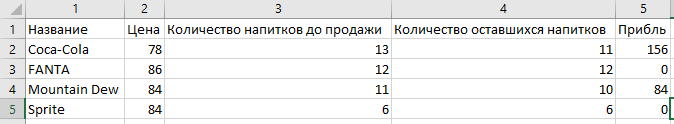 1 2 3 4 5
1 Название Цена Количество напитков до продажи Количество оставшихся напитков Прибль
2 Coca-Cola 78 13 11 156
3 FANTA 86 12 12 0
4 Mountain Dew 84 11 10 84
5 Sprite 84 6 6 0